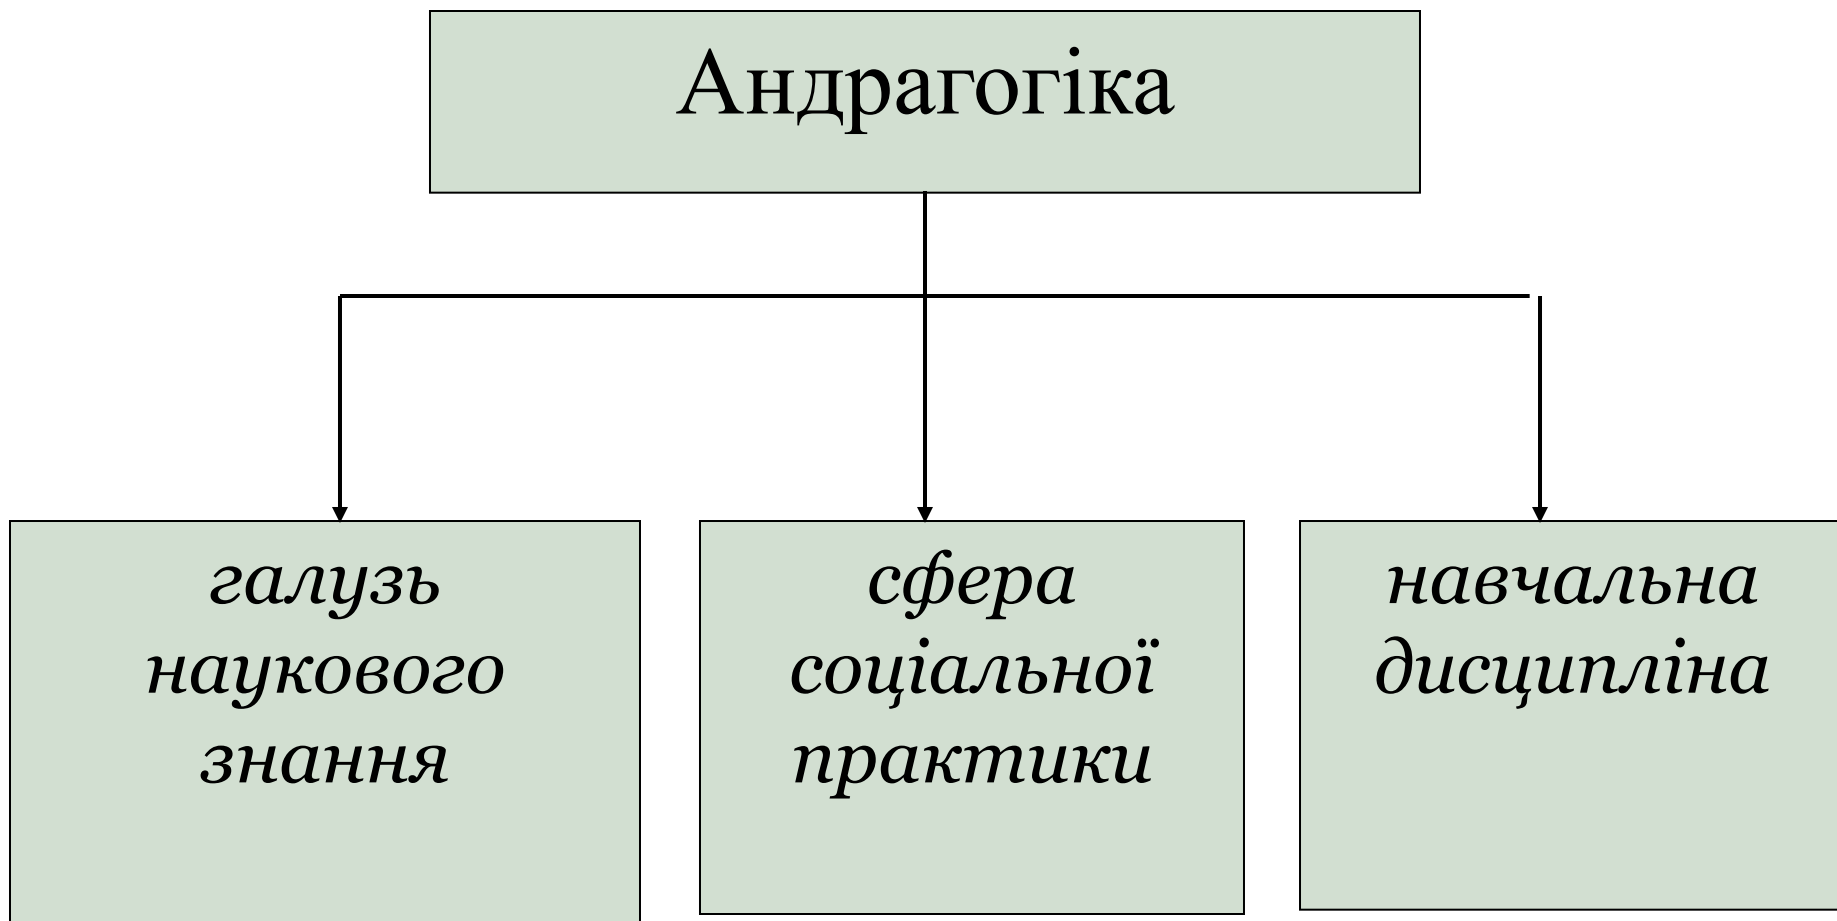 Андрагогіка
галузь
наукового
знання
сфера
соціальної
практики
навчальна
дисципліна